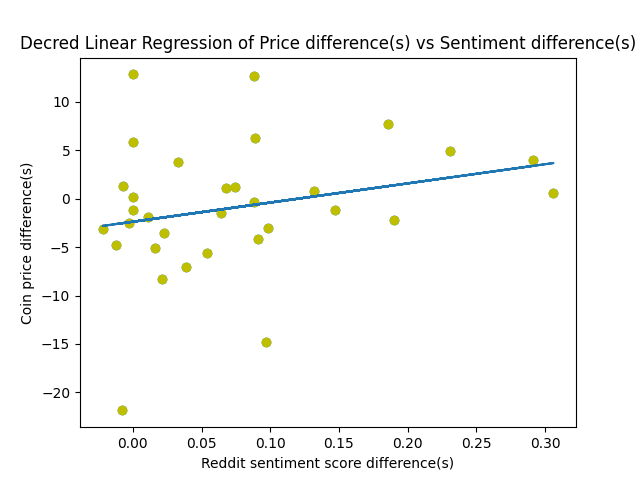 Decred Linear Regression of Price difference(s) vs Sentiment difference(s)
10
5
0
−5
−10
−15
−20
Coin price difference(s)
0.00 0.05 0.10 0.15 0.20 0.25 0.30
Reddit sentiment score difference(s)